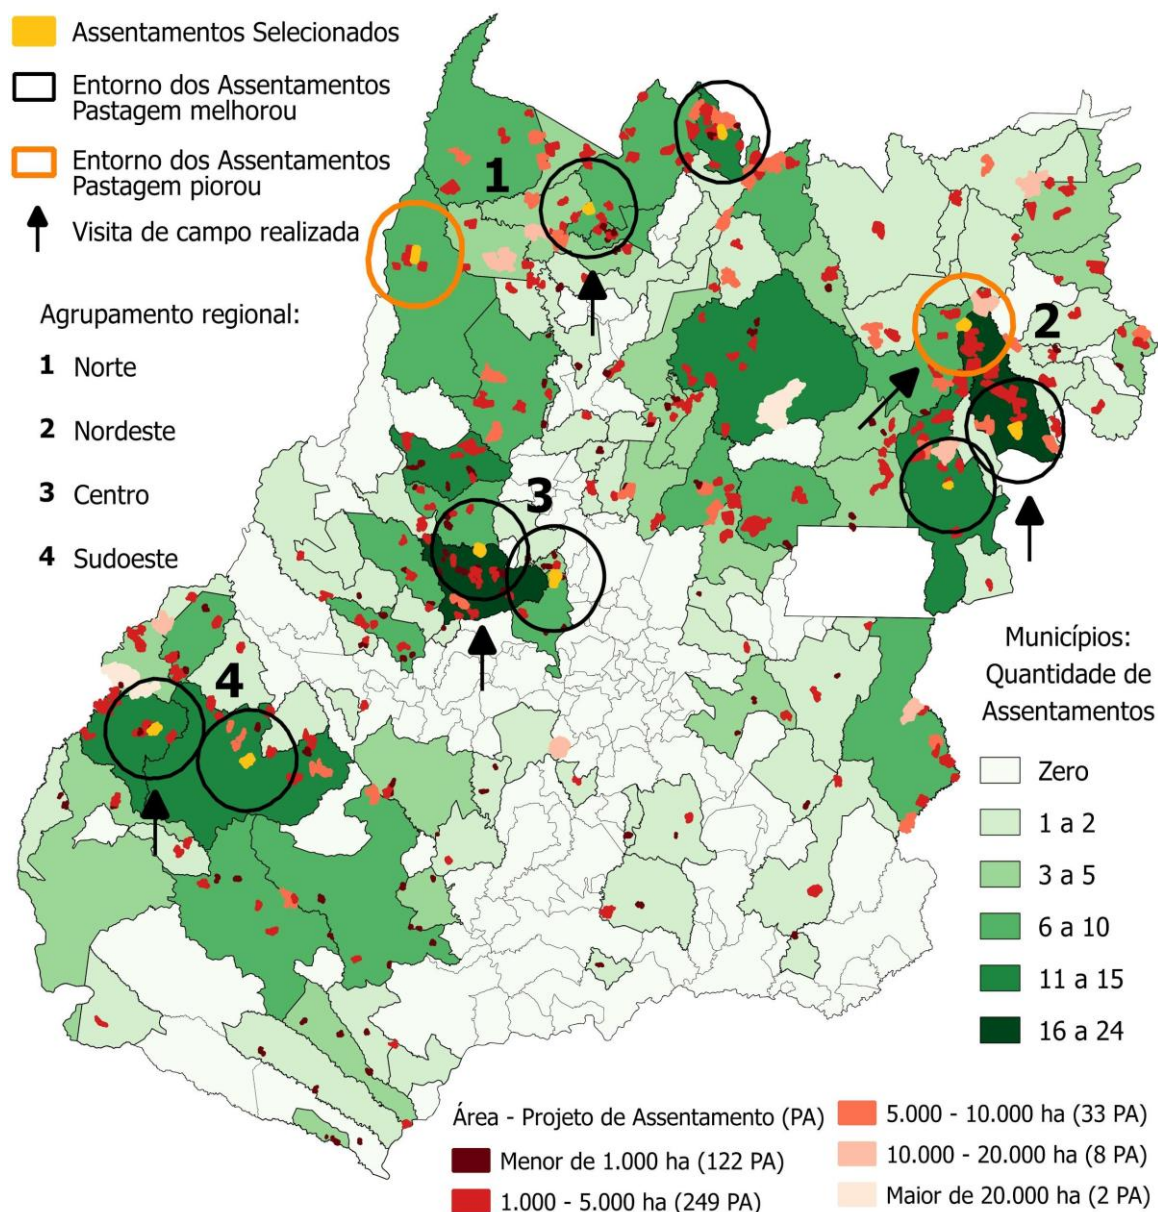 Assentamentos Selecionados
Entorno dos Assentamentos
Pastagem melhorou
Entorno dos Assentamentos
Pastagem piorou
Visita de campo realizada
Agrupamento regional:
1 Norte
2 Nordeste
3 Centro
4 Sudoeste
1
2
3
4
Municípios:
Quantidade de
Assentamentos
Zero
1 a 2
3 a 5
6 a 10
11 a 15
16 a 24
Área - Projeto de Assentamento (PA)
Menor de 1.000 ha (122 PA)
1.000 - 5.000 ha (249 PA)
5.000 - 10.000 ha (33 PA)
10.000 - 20.000 ha (8 PA)
Maior de 20.000 ha (2 PA)